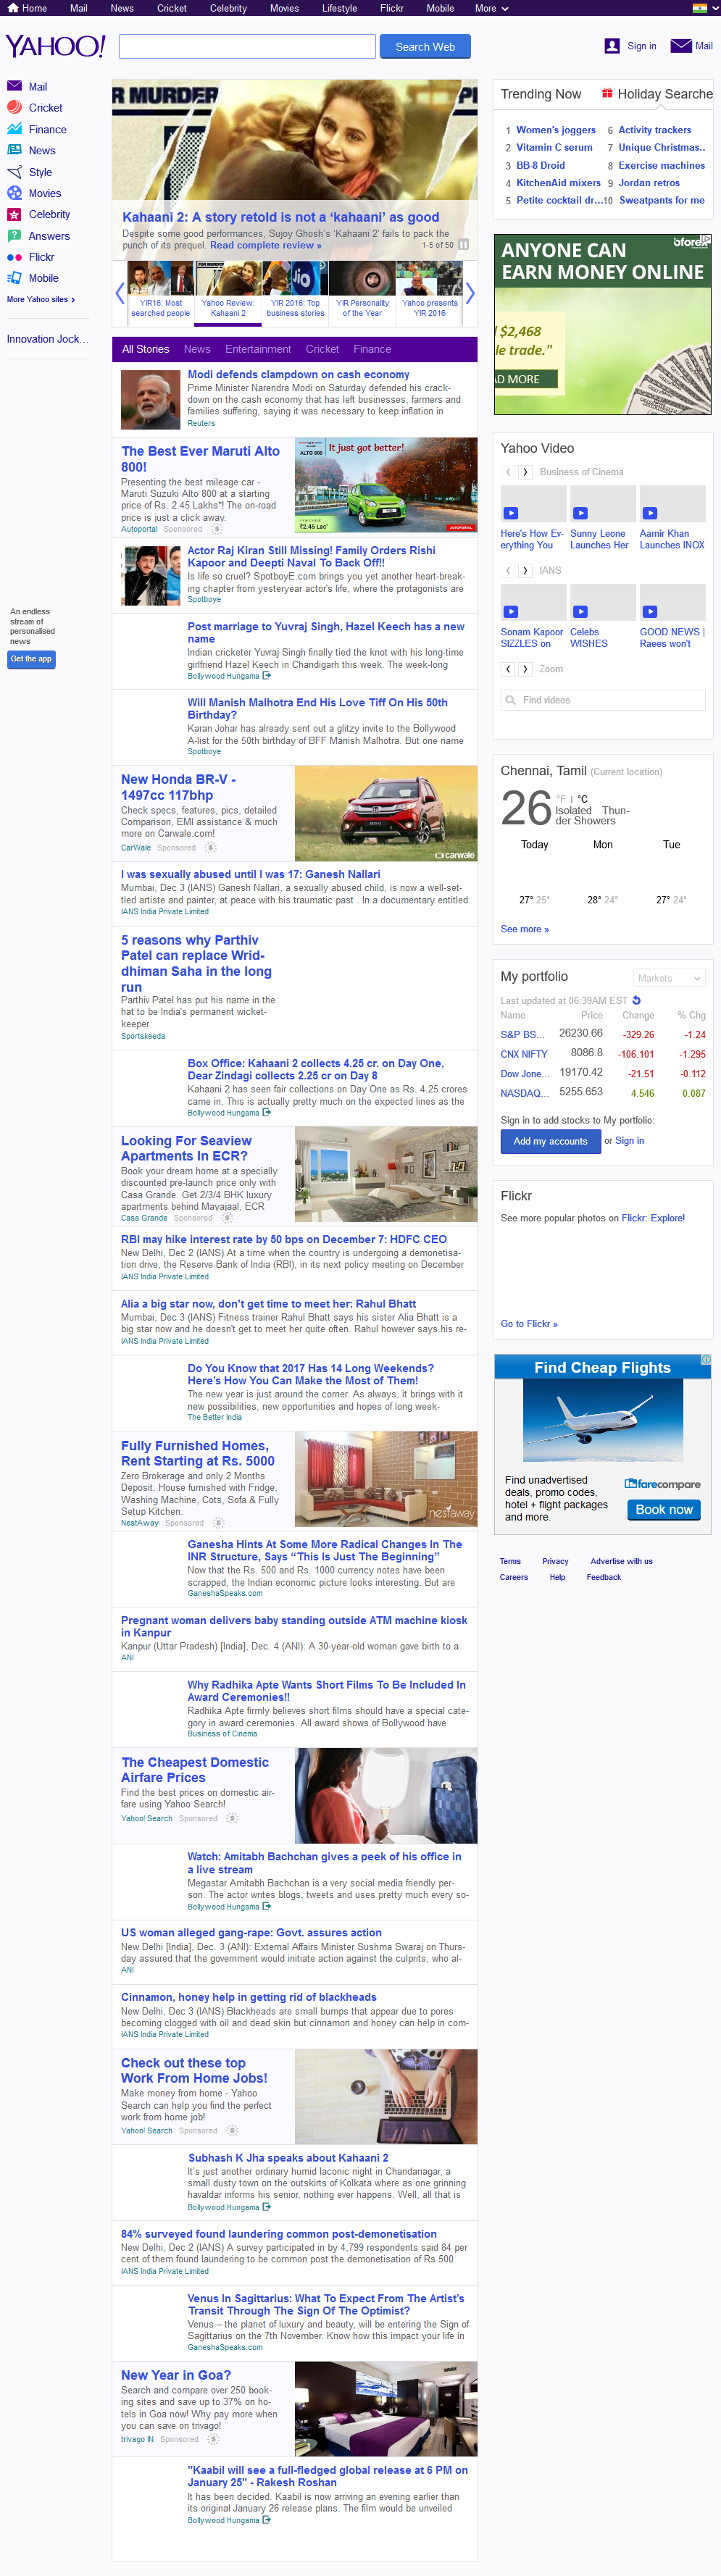 Home Mail News Cricket Celebrity Movies Lifestyle Flickr Mobile More
YAHOO!
Search Web
Sign in
Mail
Mail
Cricket
Finance
News
Style
Movies
Celebrity
Answers
Flickr
Mobile
More Yahoo sites
Innovation Jock...
An endless
stream of
personalised
news
Get the app
FOR MURDER
Kahaani 2: A story retold is not a ‘kahaani’ as good
Despite some good performances, Sujoy Ghosh's 'Kahaani 2' fails to pack the
punch of its prequel. Read complete review »
1-5 of 50
YIR16: Most
searched people
Yahoo Review:
Kahaani 2
YIR 2016: Top
business stories
YIR Personality
of the Year
Yahoo presents
YIR 2016
All Stories News Entertainment Cricket Finance
Modi defends clampdown on cash economy
Prime Minister Narendra Modi on Saturday defended his crack-
down on the cash economy that has left businesses, farmers and
families suffering, saying it was necessary to keep inflation in
Reuters
The Best Ever Maruti Alto
800!
Presenting the best mileage car -
Maruti Suzuki Alto 800 at a starting
price of Rs. 2.45 Lakhs*! The on-road
price is just a click away.
Autoportal Sponsored
ALTO 800
It just got better!
₹2.45 Lac*
AUTOPORTAL
Actor Raj Kiran Still Missing! Family Orders Rishi
Kapoor and Deepti Naval To Back Off!!
Is life so cruel? SpotboyE.com brings you yet another heart-break-
ing chapter from yesteryear actor's life, where the protagonists are
Spotboye
Post marriage to Yuvraj Singh, Hazel Keech has a new
name
Indian cricketer Yuvraj Singh finally tied the knot with his long-time
girlfriend Hazel Keech in Chandigarh this week. The week-long
Bollywood Hungama
Will Manish Malhotra End His Love Tiff On His 50th
Birthday?
Karan Johar has already sent out a glitzy invite to the Bollywood
A-list for the 50th birthday of BFF Manish Malhotra. But one name
Spotboye
New Honda BR-V -
1497cc 117bhp
Check specs, features, pics, detailed
Comparison, EMI assistance & much
more on Carwale.com!
CarWale Sponsored
carwale
I was sexually abused until I was 17: Ganesh Nallari
Mumbai, Dec 3 (IANS) Ganesh Nallari, a sexually abused child, is now a well-set-
tled artiste and painter, at peace with his traumatic past . In a documentary entitled
IANS India Private Limited
5 reasons why Parthiv
Patel can replace Wrid-
dhiman Saha in the long
run
Parthiv Patel has put his name in the
hat to be India's permanent wicket-
keeper
Sportskeeda
Box Office: Kahaani 2 collects 4.25 cr. on Day One,
Dear Zindagi collects 2.25 cr on Day 8
Kahaani 2 has seen fair collections on Day One as Rs. 4.25 crores
came in. This is actually pretty much on the expected lines as the
Bollywood Hungama
Looking For Seaview
Apartments In ECR?
Book your dream home at a specially
discounted pre-launch price only with
Casa Grande. Get 2/3/4 BHK luxury
apartments behind Mayajaal, ECR
Casa Grande Sponsored
RBI may hike interest rate by 50 bps on December 7: HDFC CEO
New Delhi, Dec 2 (IANS) At a time when the country is undergoing a demonetisa-
tion drive, the Reserve Bank of India (RBI), in its next policy meeting on December
IANS India Private Limited
Alia a big star now, don't get time to meet her: Rahul Bhatt
Mumbai, Dec 3 (IANS) Fitness trainer Rahul Bhatt says his sister Alia Bhatt is a
big star now and he doesn't get to meet her quite often. Rahul however says his re-
IANS India Private Limited
Do You Know that 2017 Has 14 Long Weekends?
Here's How You Can Make the Most of Them!
The new year is just around the corner. As always, it brings with it
new possibilities, new opportunities and hopes of long week-
The Better India
Fully Furnished Homes,
Rent Starting at Rs. 5000
Zero Brokerage and only 2 Months
Deposit. House furnished with Fridge,
Washing Machine, Cots, Sofa & Fully
Setup Kitchen.
NestAway Sponsored
nestaway
Ganesha Hints At Some More Radical Changes In The
INR Structure, Says “This Is Just The Beginning”
Now that the Rs. 500 and Rs. 1000 currency notes have been
scrapped, the Indian economic picture looks interesting. But are
GaneshaSpeaks.com
Pregnant woman delivers baby standing outside ATM machine kiosk
in Kanpur
Kanpur (Uttar Pradesh) [India], Dec. 4 (ANI): A 30-year-old woman gave birth to a
ANI
Why Radhika Apte Wants Short Films To Be Included In
Award Ceremonies!!
Radhika Apte firmly believes short films should have a special cate-
gory in award ceremonies. All award shows of Bollywood have
Business of Cinema
The Cheapest Domestic
Airfare Prices
Find the best prices on domestic air-
fare using Yahoo Search!
Yahoo! Search Sponsored
Watch: Amitabh Bachchan gives a peek of his office in
a live stream
Megastar Amitabh Bachchan is a very social media friendly per-
son. The actor writes blogs, tweets and uses pretty much every so-
Bollywood Hungama
US woman alleged gang-rape: Govt. assures action
New Delhi [India], Dec. 3 (ANI): External Affairs Minister Sushma Swaraj on Thurs-
day assured that the government would initiate action against the culprits, who al-
ANI
Cinnamon, honey help in getting rid of blackheads
New Delhi, Dec 3 (IANS) Blackheads are small bumps that appear due to pores
becoming clogged with oil and dead skin but cinnamon and honey can help in com-
IANS India Private Limited
Check out these top
Work From Home Jobs!
Make money from home - Yahoo
Search can help you find the perfect
work from home job!
Yahoo! Search Sponsored
Subhash K Jha speaks about Kahaani 2
It's just another ordinary humid laconic night in Chandanagar, a
small dusty town on the outskirts of Kolkata where as one grinning
havaldar informs his senior, nothing ever happens. Well, all that is
Bollywood Hungama
84% surveyed found laundering common post-demonetisation
New Delhi, Dec 2 (IANS) A survey participated in by 4,799 respondents said 84 per
cent of them found laundering to be common post the demonetisation of Rs 500
IANS India Private Limited
Venus In Sagittarius: What To Expect From The Artist's
Transit Through The Sign Of The Optimist?
Venus – the planet of luxury and beauty, will be entering the Sign of
Sagittarius on the 7th November. Know how this impact your life in
GaneshaSpeaks.com
New Year in Goa?
Search and compare over 250 book-
ing sites and save up to 37% on ho-
tels in Goa now! Why pay more when
you can save on trivago!
trivago IN Sponsored
"Kaabil will see a full-fledged global release at 6 PM on
January 25" - Rakesh Roshan
It has been decided. Kaabil is now arriving an evening earlier than
its original January 26 release plans. The film would be unveiled
Bollywood Hungama
Trending Now Holiday Searche
1 Women's joggers
2 Vitamin C serum
3 BB-8 Droid
4 KitchenAid mixers
5 Petite cocktail dr...
6 Activity trackers
7 Unique Christmas..
8 Exercise machines
9 Jordan retros
10 Sweatpants for me
bforex
ANYONE CAN
EARN MONEY ONLINE
$2,468
le trade."
AD MORE
Yahoo Video
Business of Cinema
Here's How Ev-
erything You
Sunny Leone
Launches Her
Aamir Khan
Launches INOX
IANS
Sonam Kapoor
SIZZLES on
Celebs
WISHES
GOOD NEWS |
Raees won't
Zoom
Find videos
Chennai, Tamil (Current location)
26 °F | °C
Isolated Thun-
der Showers
Today Mon Tue
27° 25° 28° 24° 27° 24°
See more »
My portfolio
Markets
Last updated at 06:39AM EST
Name Price Change % Chg
S&P BS... 26230.66 -329.26 -1.24
CNX NIFTY 8086.8 -106.101 -1.295
Dow Jone... 19170.42 -21.51 -0.112
NASDAQ... 5255.653 4.546 0.087
Sign in to add stocks to My portfolio:
Add my accounts or Sign in
Flickr
See more popular photos on Flickr: Explore!
Go to Flickr »
Find Cheap Flights
Find unadvertised
deals, promo codes,
hotel + flight packages
and more.
farecompare
Book now
Terms Privacy Advertise with us
Careers Help Feedback